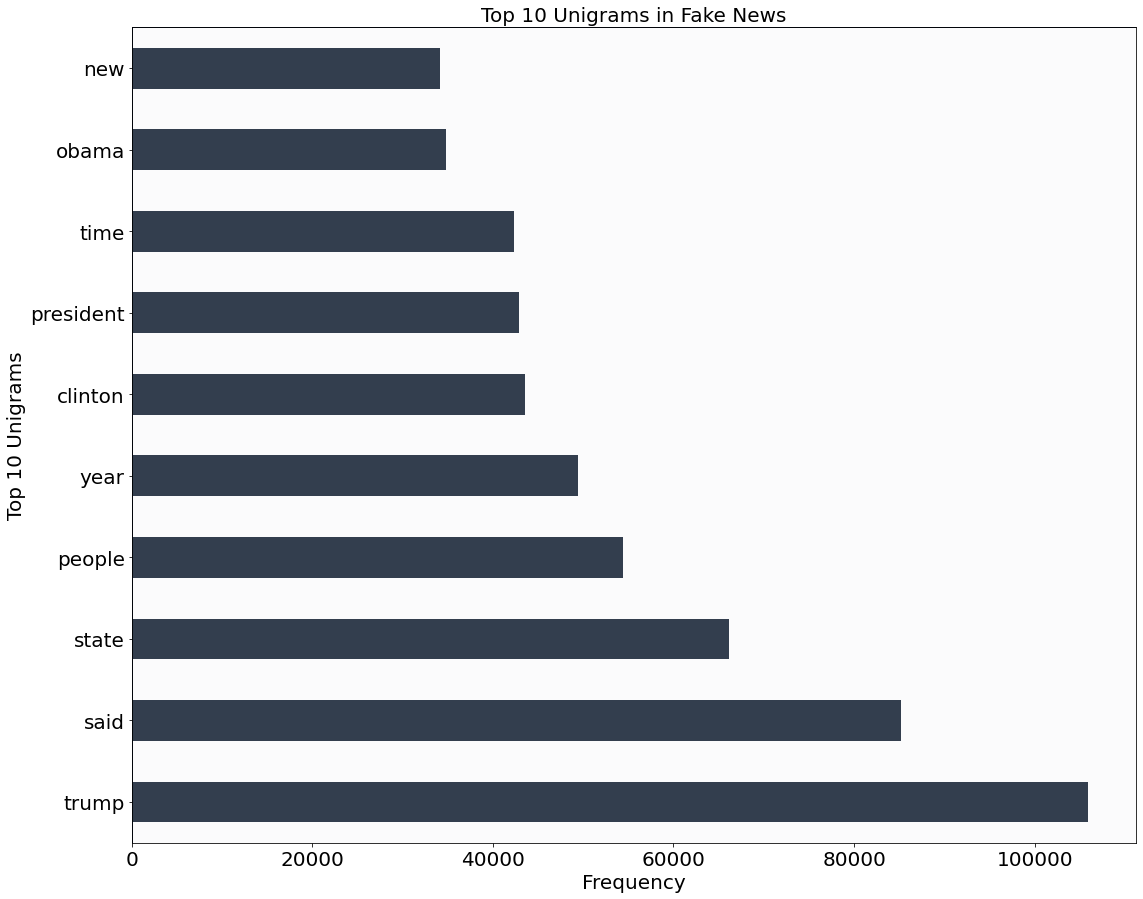 Top 10 Unigrams in Fake News
Top 10 Unigrams
new
obama
time
president
clinton
year
people
state
said
trump
0 20000 40000 60000 80000 100000
Frequency